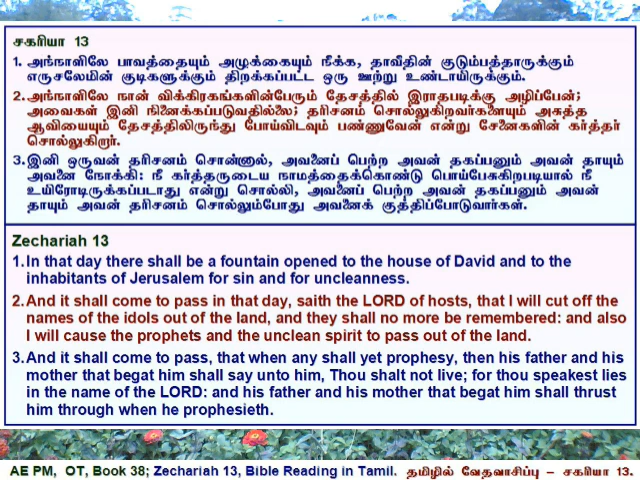 சகரியா 13
1. அந்நாளிலே பாவத்தையும் அழுக்கையும் நீக்க, தாவீதின் குடும்பத்தாருக்கும்
எருசலேமின் குடிகளுக்கும் திறக்கப்பட்ட ஒரு ஊற்று உண்டாயிருக்கும்.
2. அந்நாளிலே நான் விக்கிரகங்களின்பேரும் தேசத்தில் இராதபடிக்கு அழிப்பேன்;
அவைகள் இனி நினைக்கப்படுவதில்லை; தரிசனம் சொல்லுகிறவர்களையும் அசுத்த
ஆவியையும் தேசத்திலிருந்து போய்விடவும் பண்ணுவேன் என்று சேனைகளின் கர்த்தர்
சொல்லுகிறார்.
3. இனி ஒருவன் தரிசனம் சொன்னால், அவனைப் பெற்ற அவன் தகப்பனும் அவன் தாயும்
அவனை நோக்கி: நீ கர்த்தருடைய நாமத்தைக்கொண்டு பொய்பேசுகிறபடியால் நீ
உயிரோடிருக்கப்படாது என்று சொல்லி, அவனைப் பெற்ற அவன் தகப்பனும் அவன்
தாயும் அவன் தரிசனம் சொல்லும்போது அவனைக் குத்திப்போடுவார்கள்.
Zechariah 13
1. In that day there shall be a fountain opened to the house of David and to the
inhabitants of Jerusalem for sin and for uncleanness.
2. And it shall come to pass in that day, saith the LORD of hosts, that I will cut off the
names of the idols out of the land, and they shall no more be remembered: and also
I will cause the prophets and the unclean spirit to pass out of the land.
3. And it shall come to pass, that when any shall yet prophesy, then his father and his
mother that begat him shall say unto him, Thou shalt not live; for thou speakest lies
in the name of the LORD: and his father and his mother that begat him shall thrust
him through when he prophesieth.
AE PM, OT, Book 38; Zechariah 13, Bible Reading in Tamil. தமிழில் வேதவாசிப்பு – சகரியா 13.